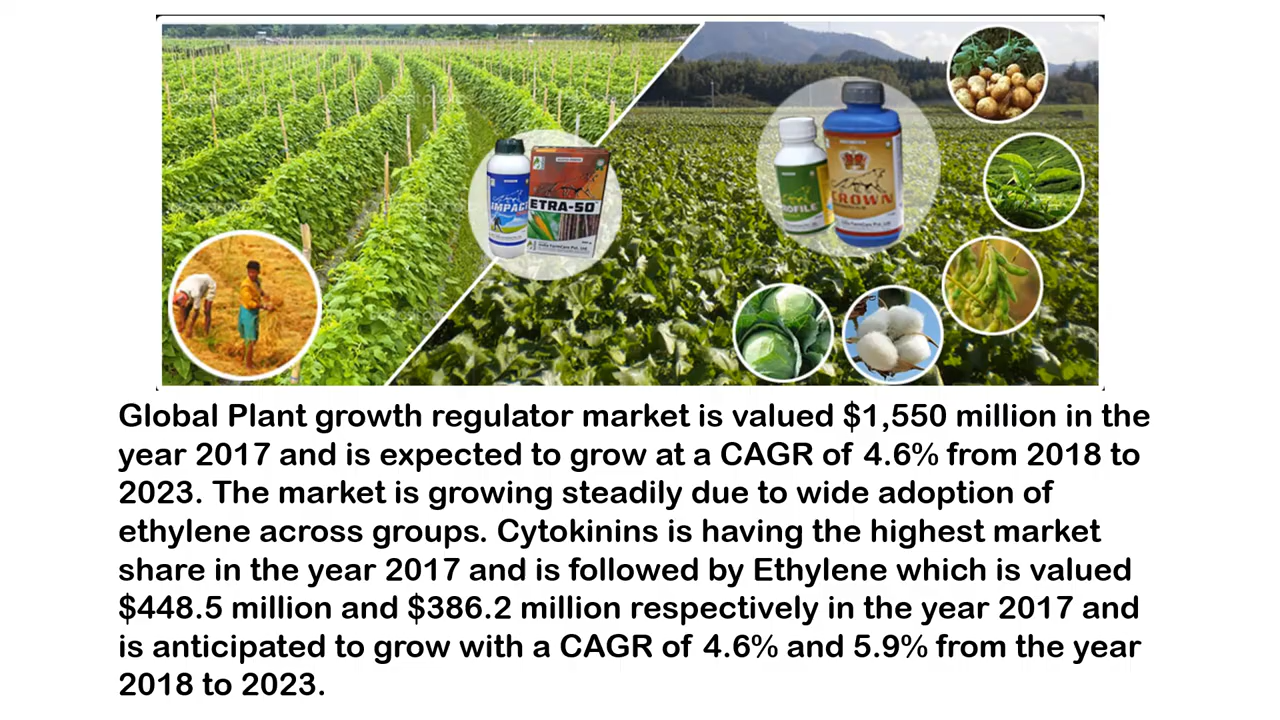 IMPACT
ETRA-50
PROFILE
CROWN
Global Plant growth regulator market is valued $1,550 million in the
year 2017 and is expected to grow at a CAGR of 4.6% from 2018 to
2023. The market is growing steadily due to wide adoption of
ethylene across groups. Cytokinins is having the highest market
share in the year 2017 and is followed by Ethylene which is valued
$448.5 million and $386.2 million respectively in the year 2017 and
is anticipated to grow with a CAGR of 4.6% and 5.9% from the year
2018 to 2023.